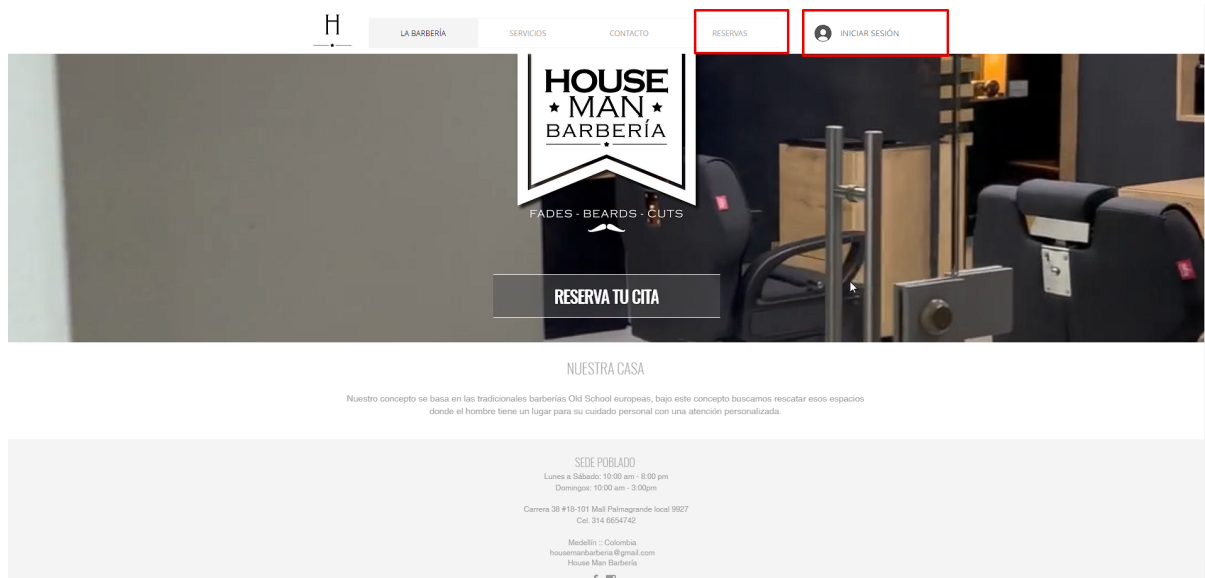 H
LA BARBERÍA
SERVICIOS
CONTACTO
RESERVAS
INICIAR SESIÓN
HOUSE
MAN
BARBERÍA
FADES - BEARDS - CUTS
RESERVA TU CITA
NUESTRA CASA
Nuestro concepto se basa en las tradicionales barberías Old School europeas, bajo este concepto buscamos rescatar esos espacios
donde el hombre tiene un lugar para su cuidado personal con una atención personalizada.
SEDE POBLADO
Lunes a Sábado: 10:00 am - 8:00 pm
Domingos: 10:00 am - 3:00pm
Carrera 38 #18-101 Mall Palmagrande local 9927
Cel. 314 6654742
Medellín :: Colombia
housemanbarberia@gmail.com
House Man Barbería